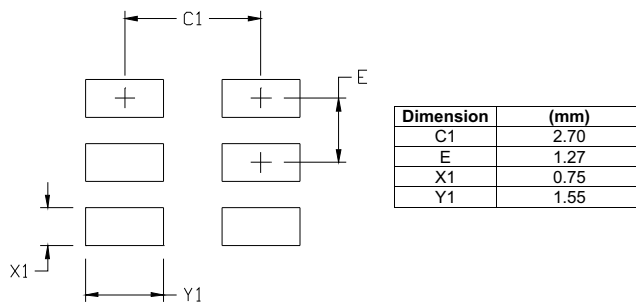 C1
E
X1
Y1
Dimension (mm)
C1 2.70
E 1.27
X1 0.75
Y1 1.55